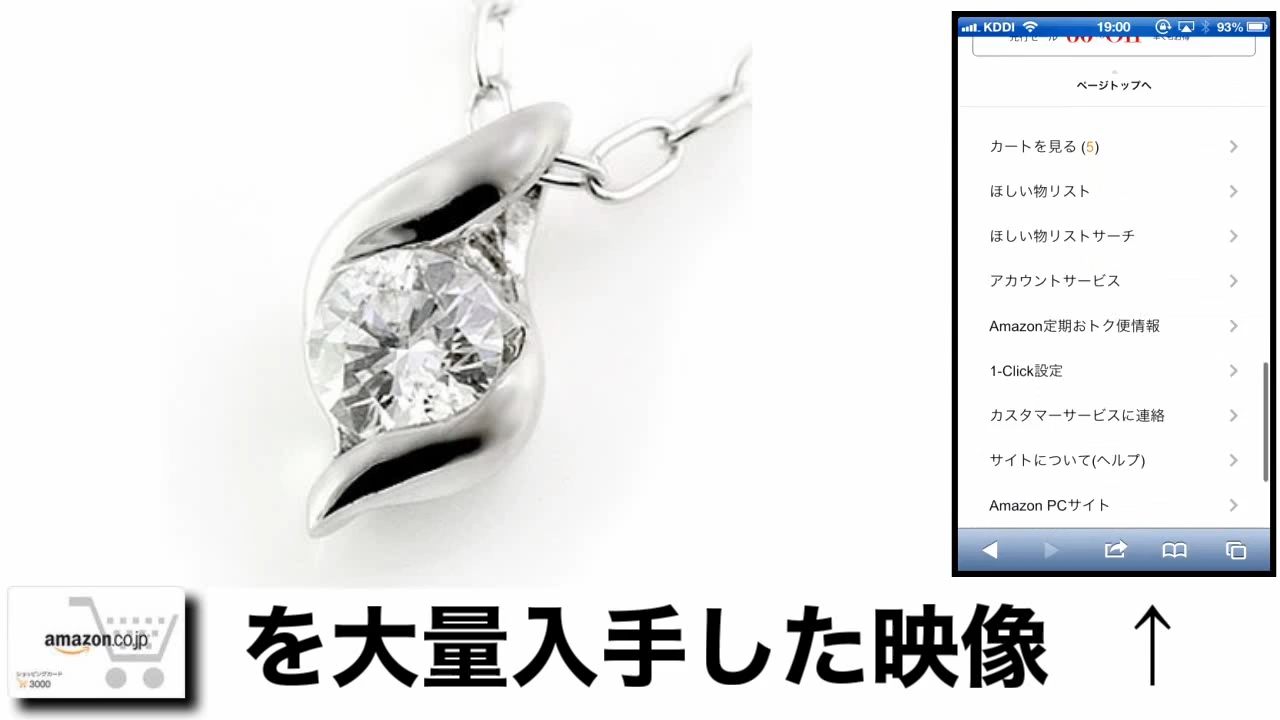 KDDI 19:00 93%
ページトップへ
カートを見る (5)
ほしい物リスト
ほしい物リストサーチ
アカウントサービス
Amazon定期おトク便情報
1-Click設定
カスタマーサービスに連絡
サイトについて(ヘルプ)
Amazon PCサイト
amazon.co.jp
ショッピングカード
3000
を大量入手した映像 ↑